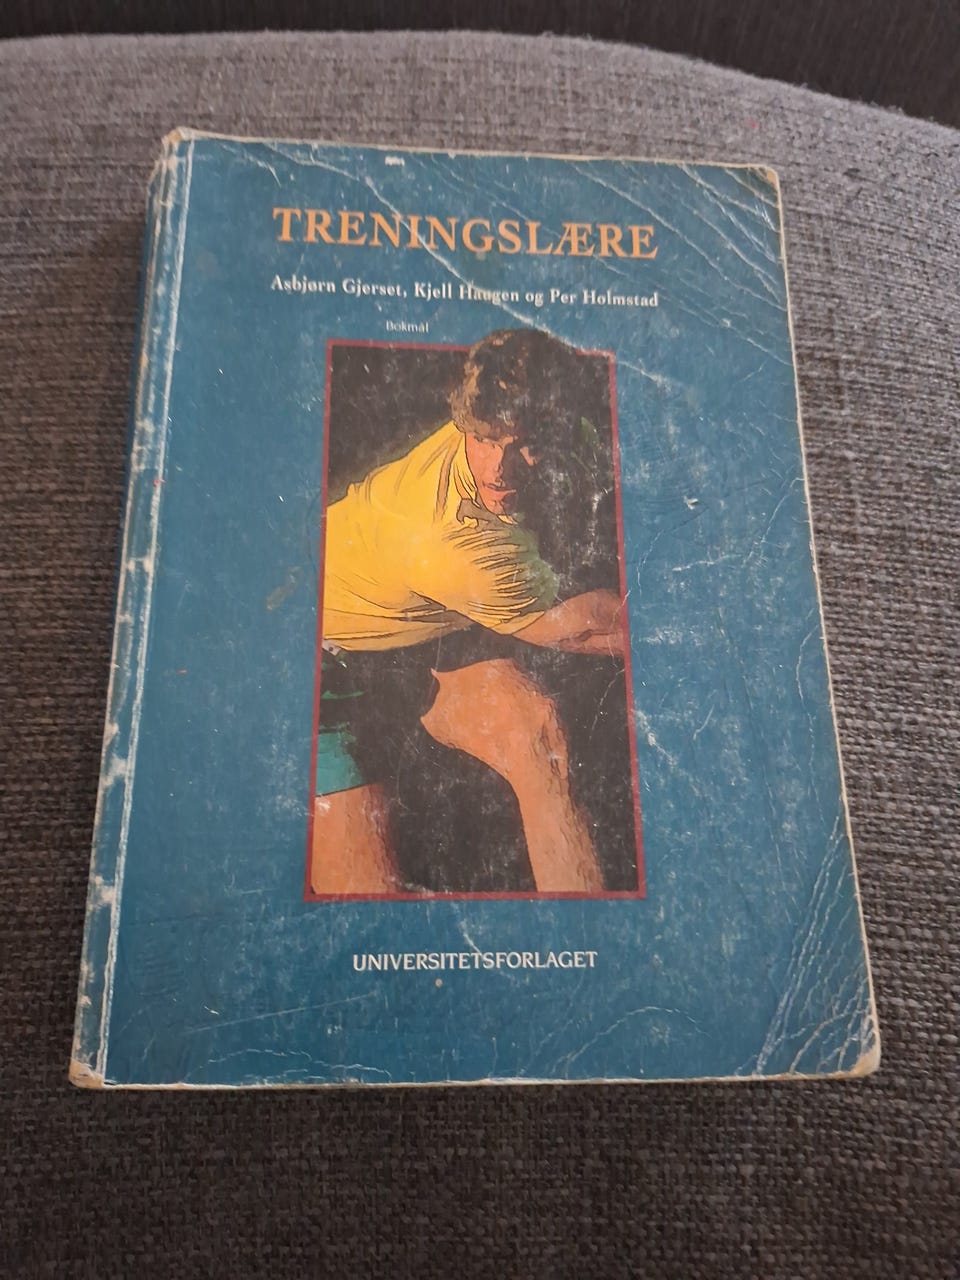 TRENINGSLÆRE
Asbjørn Gjerset, Kjell Haugen og Per Holmstad
Bokmål
UNIVERSITETSFORLAGET